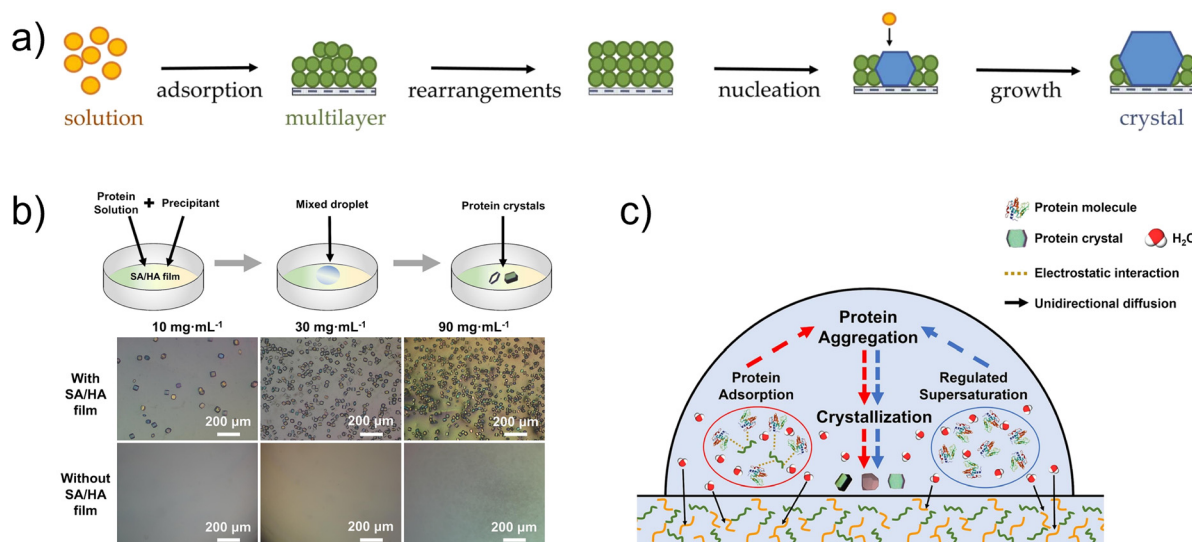 a)
solution
adsorption
multilayer
rearrangements
nucleation
growth
crystal
b)
Protein
Solution
+
Precipitant
Mixed droplet
Protein crystals
SA/HA film
10 mg·mL⁻¹
30 mg·mL⁻¹
90 mg·mL⁻¹
With
SA/HA
film
200 μm
200 μm
200 μm
Without
SA/HA
film
200 μm
200 μm
200 μm
c)
Protein molecule
Protein crystal
Electrostatic interaction
Unidirectional diffusion
Protein
Aggregation
Protein
Adsorption
Regulated
Supersaturation
Crystallization